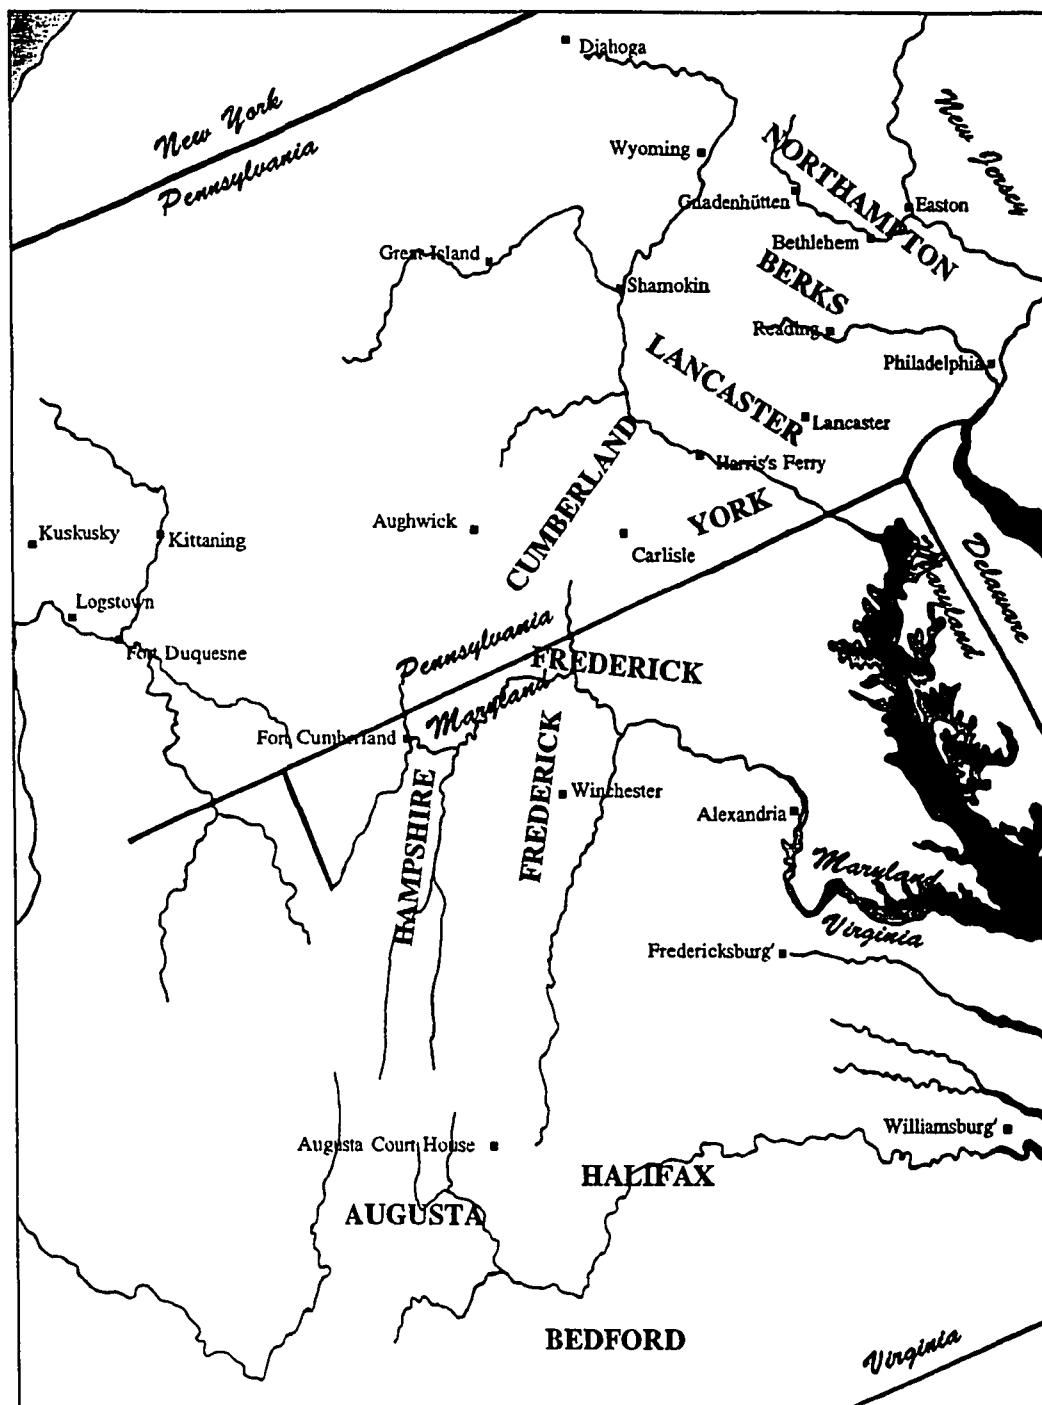 Diahoga
New York
Pennsylvania
New Jersey
Wyoming
NORTHAMPTON
Gnadenhütten
Easton
Bethlehem
Great Island
BERKS
Shamokin
Reading
LANCASTER
Philadelphia
Lancaster
CUMBERLAND
Harris's Ferry
YORK
Kuskusky
Kittaning
Aughwick
Carlisle
Maryland
Delaware
Logstown
Fort Duquesne
Pennsylvania
FREDERICK
Maryland
Fort Cumberland
HAMPSHIRE
FREDERICK
Winchester
Alexandria
Maryland
Virginia
Fredericksburg'
Williamsburg'
Augusta Court House
HALIFAX
AUGUSTA
BEDFORD
Virginia